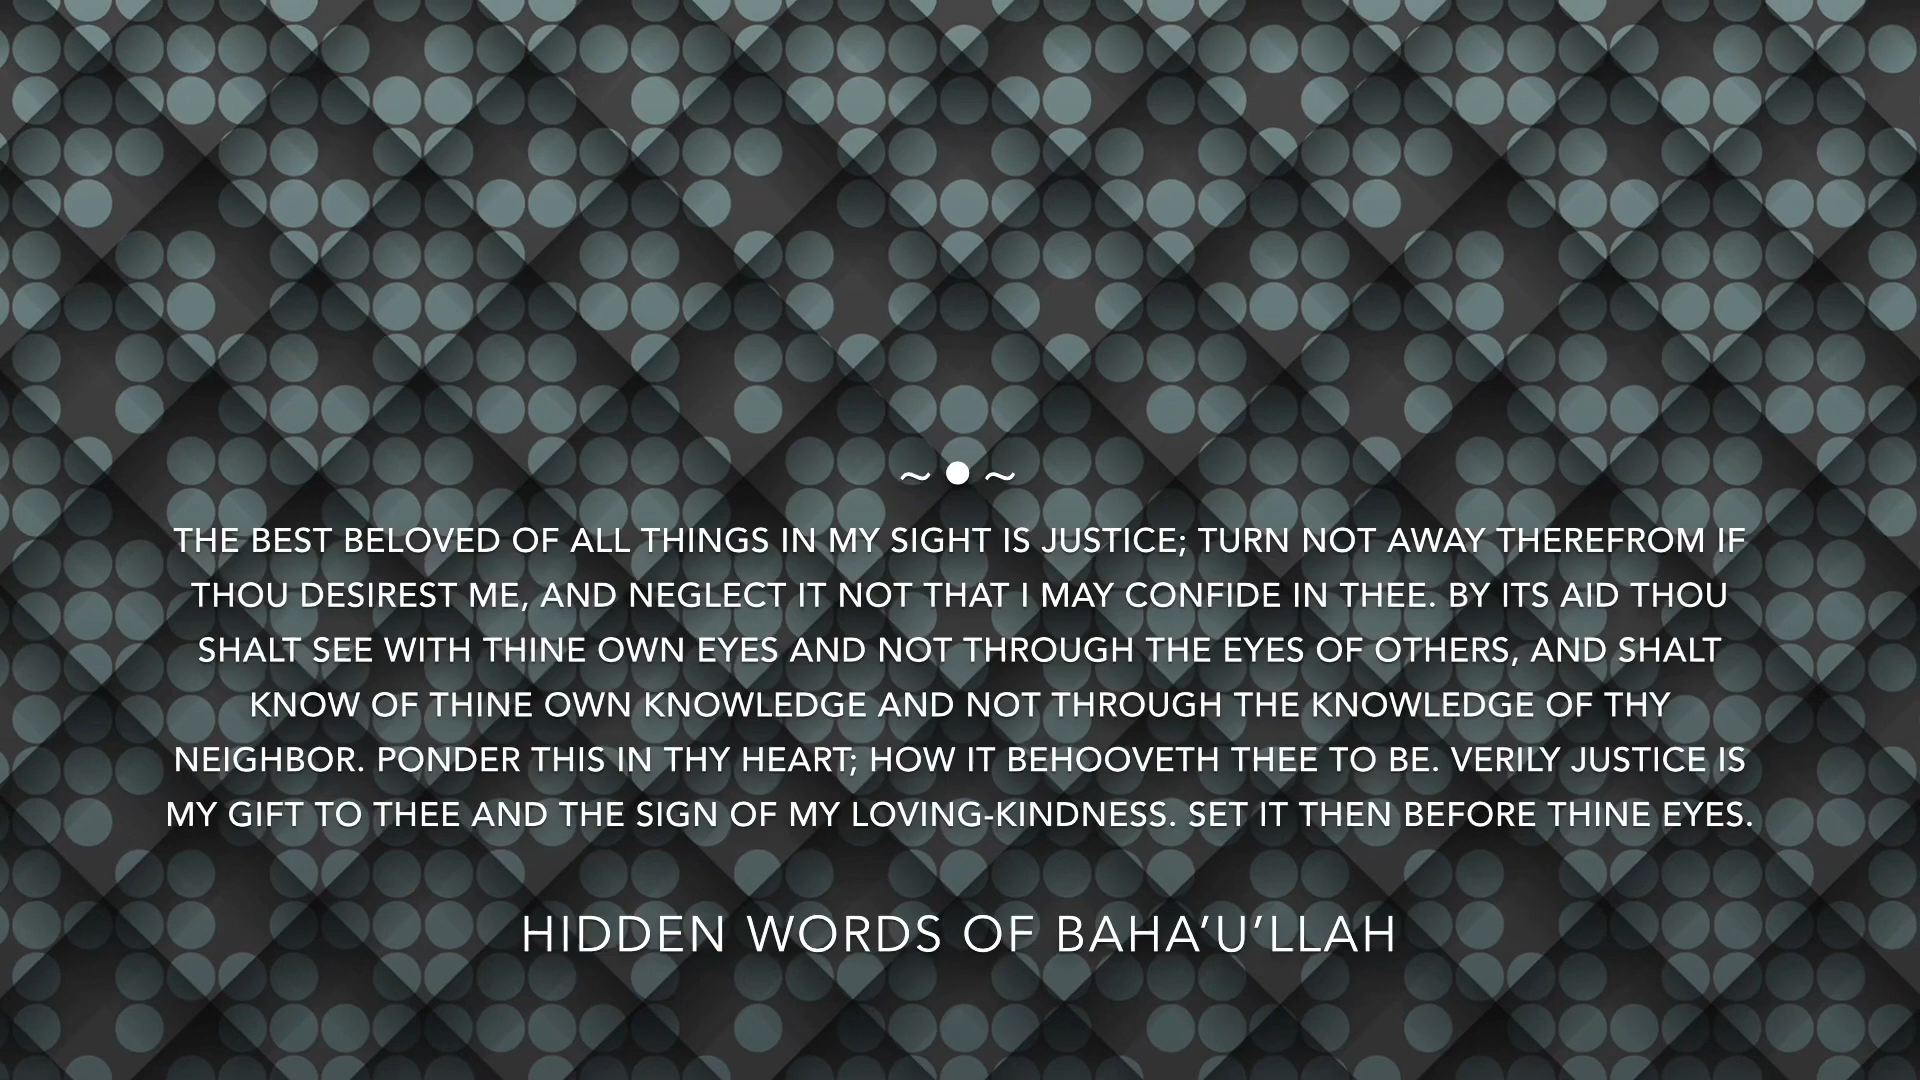 ~ ● ~
THE BEST BELOVED OF ALL THINGS IN MY SIGHT IS JUSTICE; TURN NOT AWAY THEREFROM IF
THOU DESIREST ME, AND NEGLECT IT NOT THAT I MAY CONFIDE IN THEE. BY ITS AID THOU
SHALT SEE WITH THINE OWN EYES AND NOT THROUGH THE EYES OF OTHERS, AND SHALT
KNOW OF THINE OWN KNOWLEDGE AND NOT THROUGH THE KNOWLEDGE OF THY
NEIGHBOR. PONDER THIS IN THY HEART; HOW IT BEHOOVETH THEE TO BE. VERILY JUSTICE IS
MY GIFT TO THEE AND THE SIGN OF MY LOVING-KINDNESS. SET IT THEN BEFORE THINE EYES.
HIDDEN WORDS OF BAHA’U’LLAH